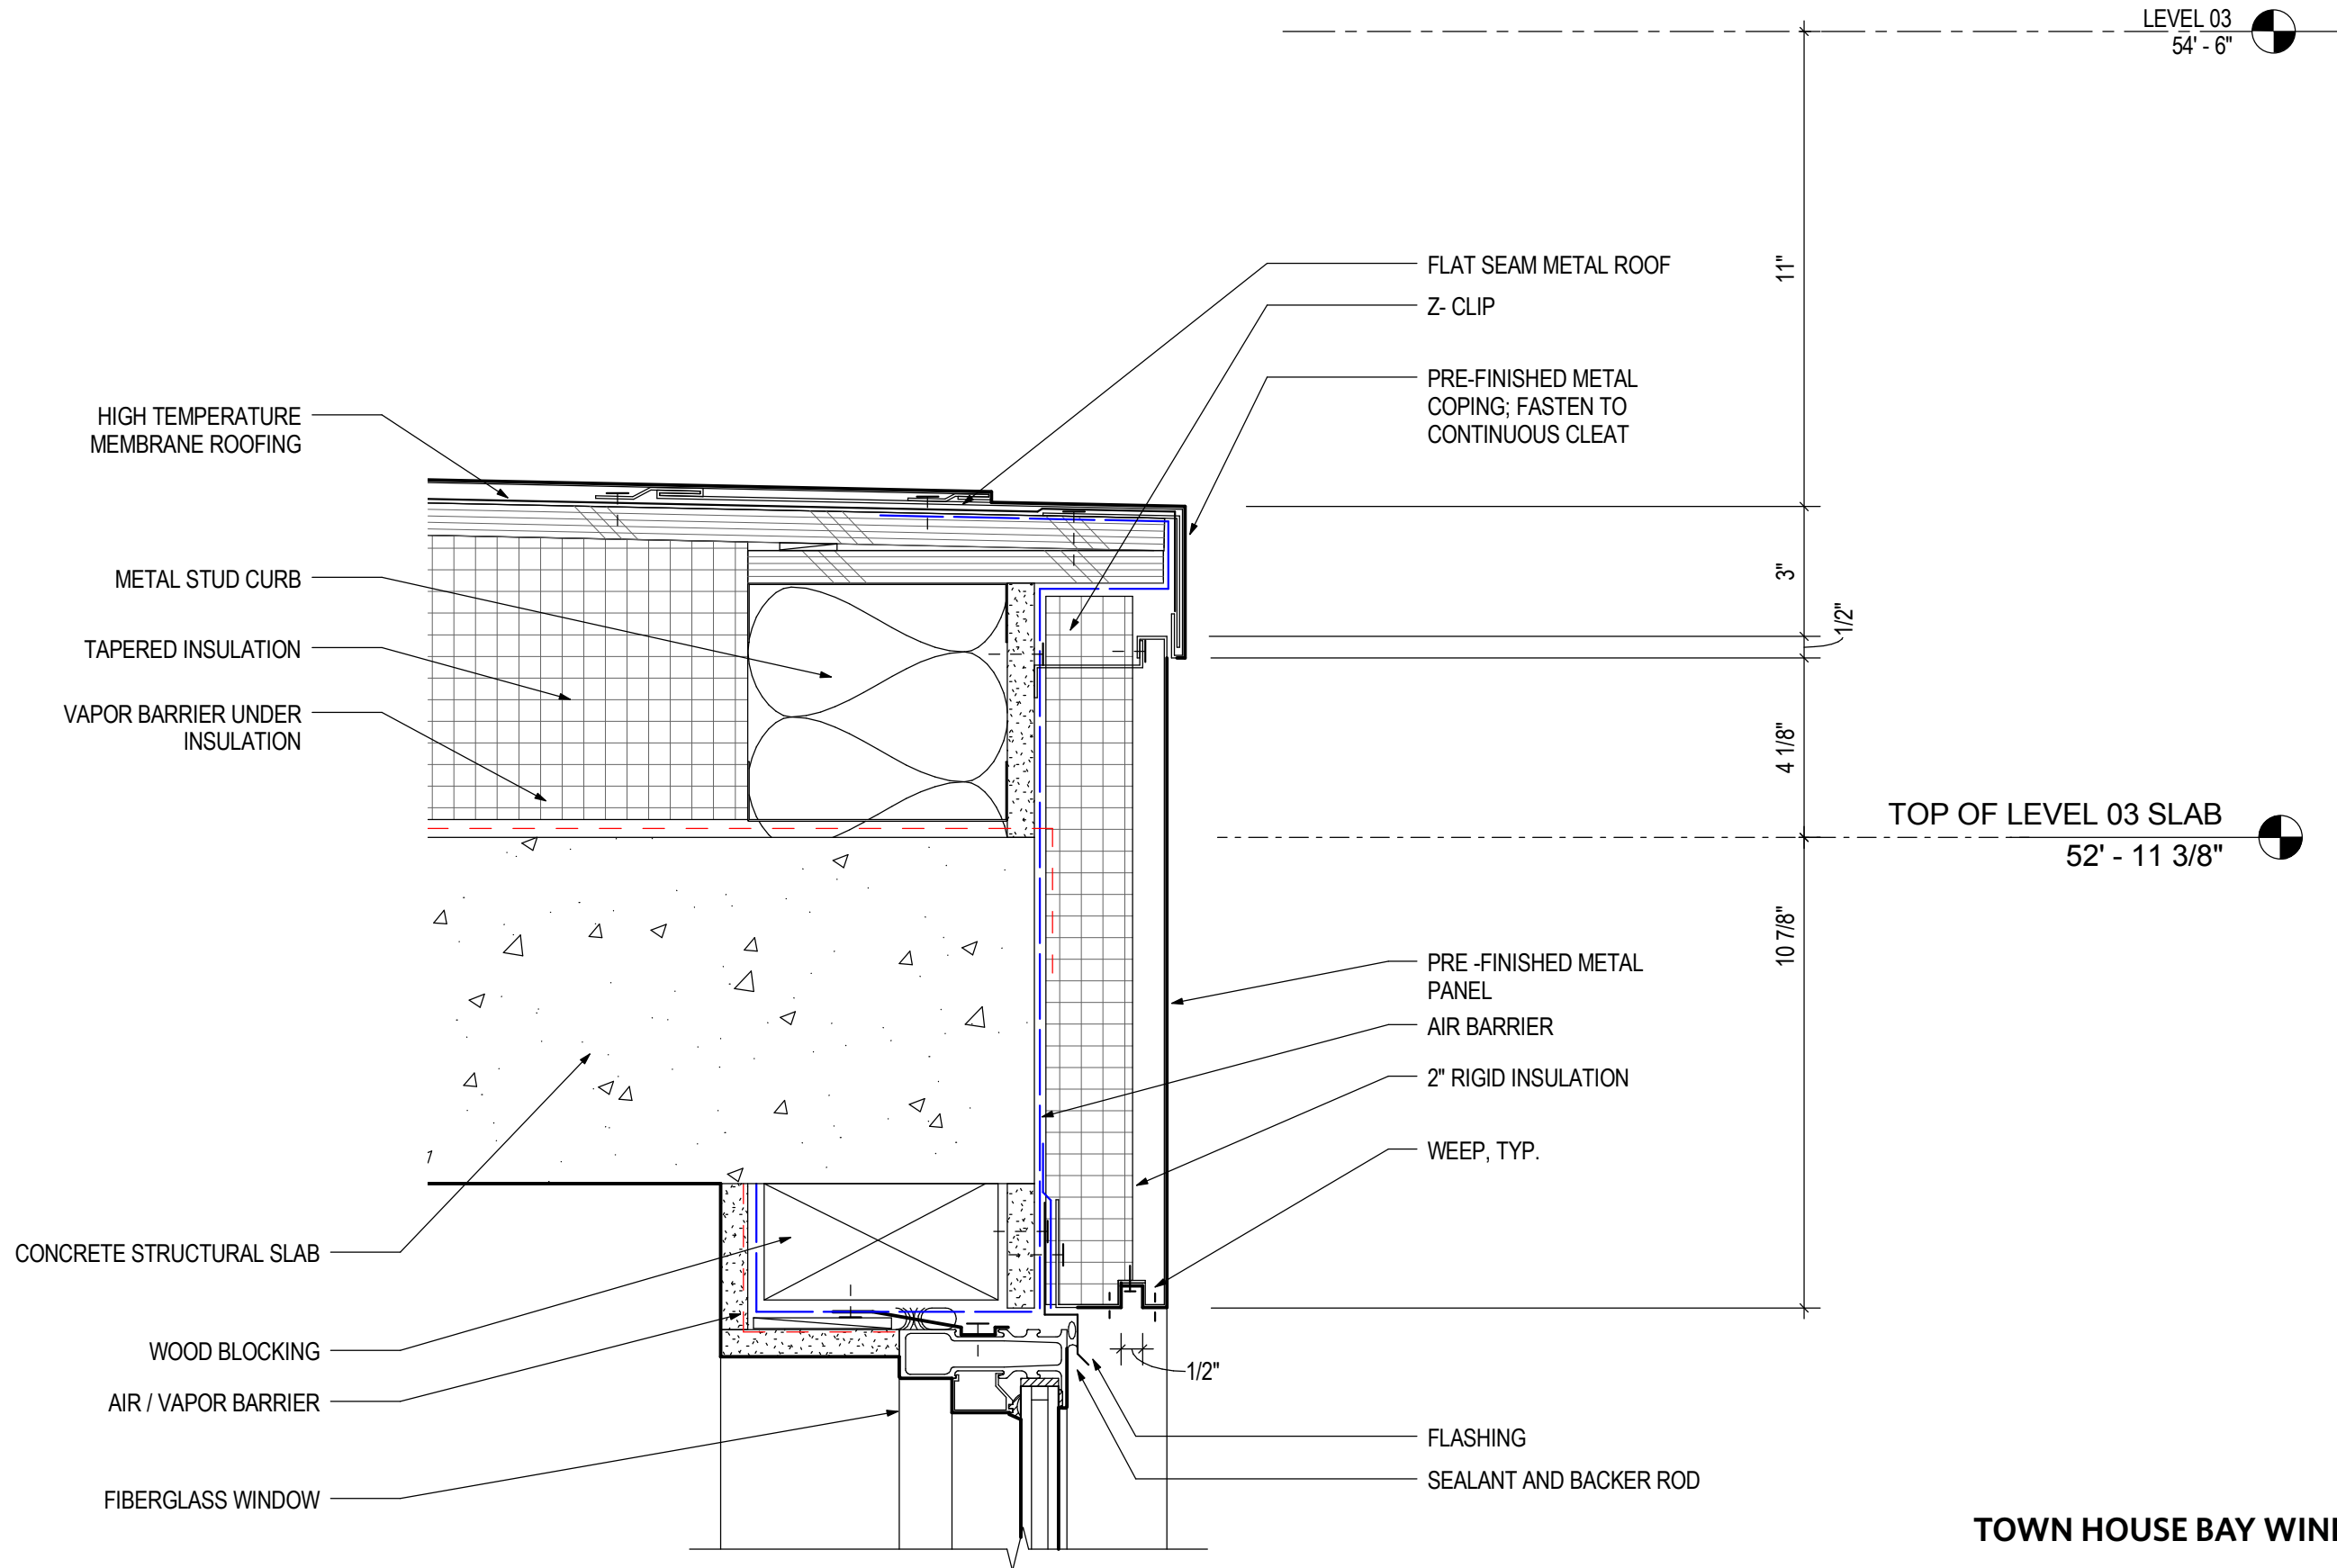 LEVEL 03
54' - 6"
11"
FLAT SEAM METAL ROOF
Z- CLIP
PRE-FINISHED METAL
COPING; FASTEN TO
CONTINUOUS CLEAT
HIGH TEMPERATURE
MEMBRANE ROOFING
METAL STUD CURB
TAPERED INSULATION
VAPOR BARRIER UNDER
INSULATION
3"
1/2"
4 1/8"
TOP OF LEVEL 03 SLAB
52' - 11 3/8"
10 7/8"
PRE -FINISHED METAL
PANEL
AIR BARRIER
2" RIGID INSULATION
WEEP, TYP.
CONCRETE STRUCTURAL SLAB
WOOD BLOCKING
AIR / VAPOR BARRIER
FIBERGLASS WINDOW
1/2"
FLASHING
SEALANT AND BACKER ROD
TOWN HOUSE BAY